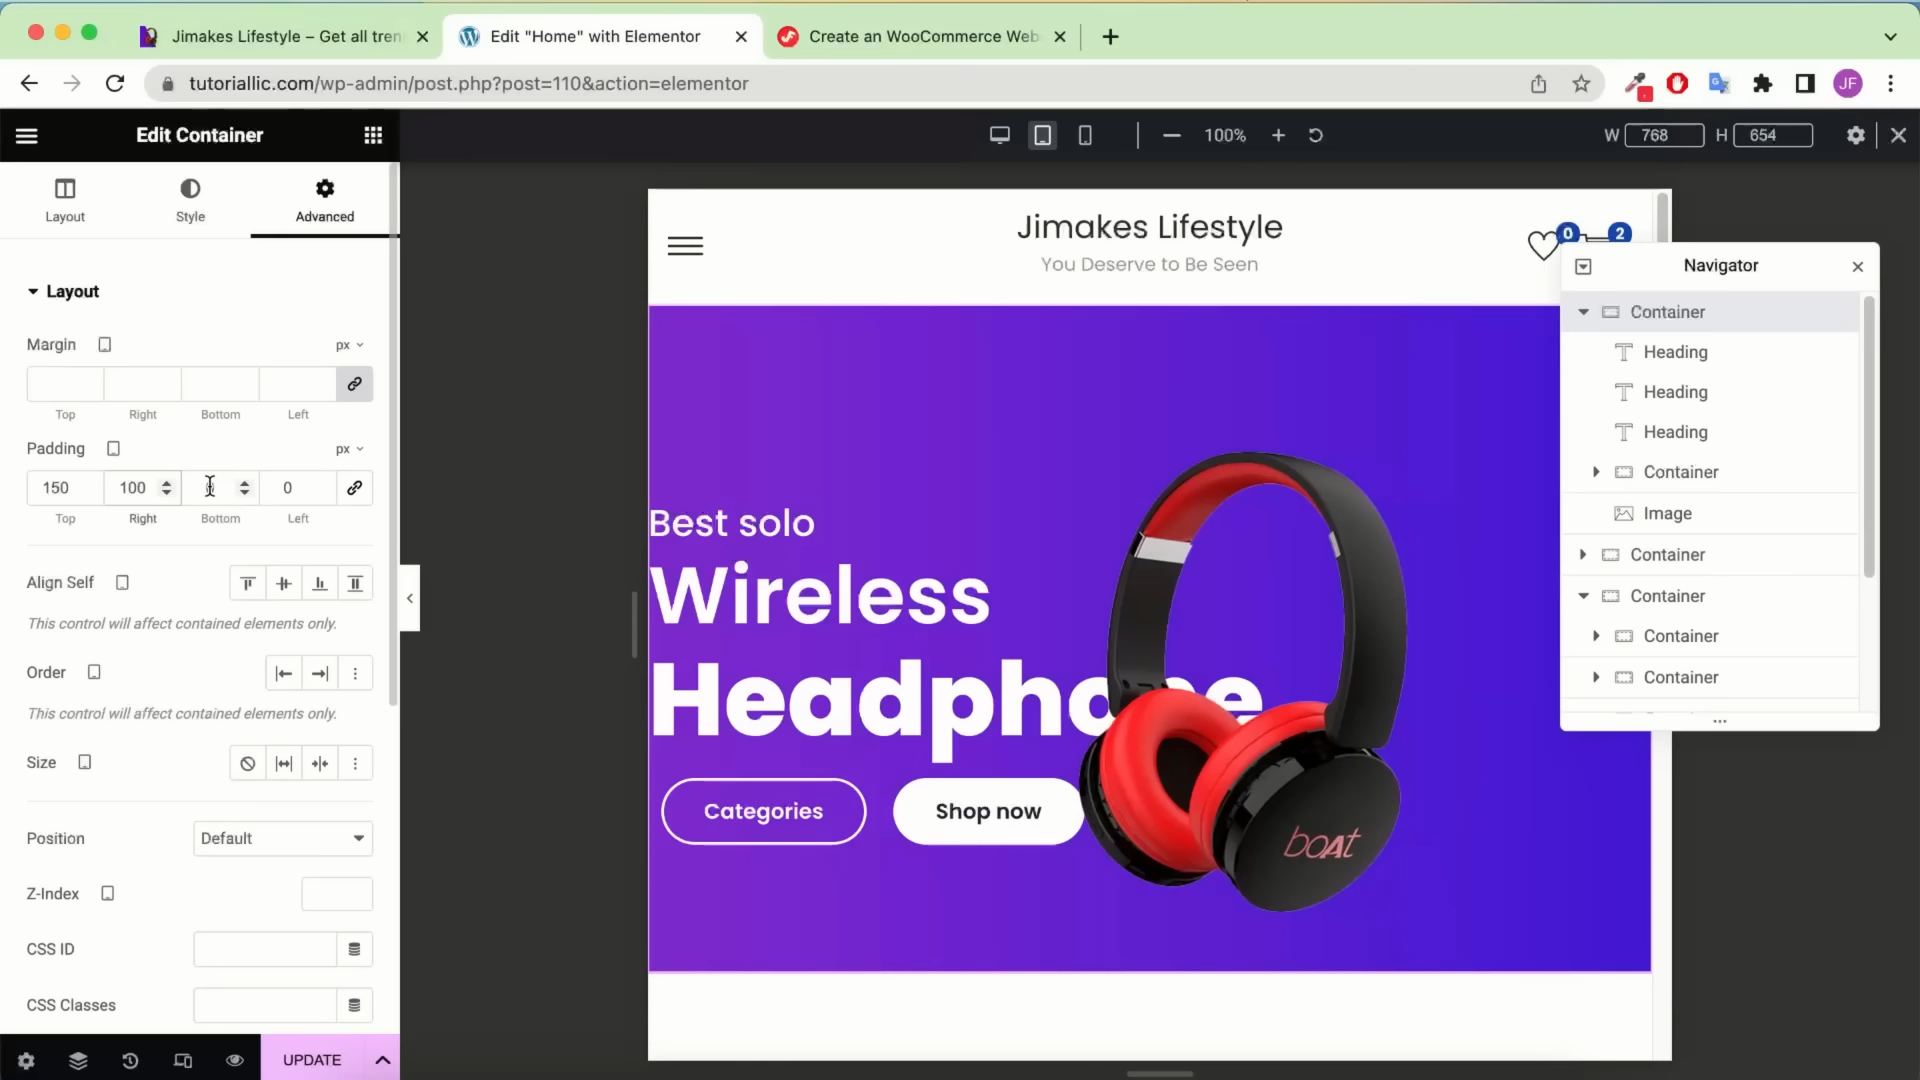 Jimakes Lifestyle – Get all tren
Edit "Home" with Elementor
Create an WooCommerce Web
tutoriallic.com/wp-admin/post.php?post=110&action=elementor
JF
Edit Container
100%
W 768 H 654
Layout
Style
Advanced
Layout
Margin
px
Top Right Bottom Left
Padding
px
150 100 0
Top Right Bottom Left
Align Self
This control will affect contained elements only.
Order
This control will affect contained elements only.
Size
Position
Default
Z-Index
CSS ID
CSS Classes
UPDATE
Jimakes Lifestyle
You Deserve to Be Seen
0 2
Best solo
Wireless
Headphone
Categories
Shop now
boAt
Navigator
Container
Heading
Heading
Heading
Container
Image
Container
Container
Container
Container